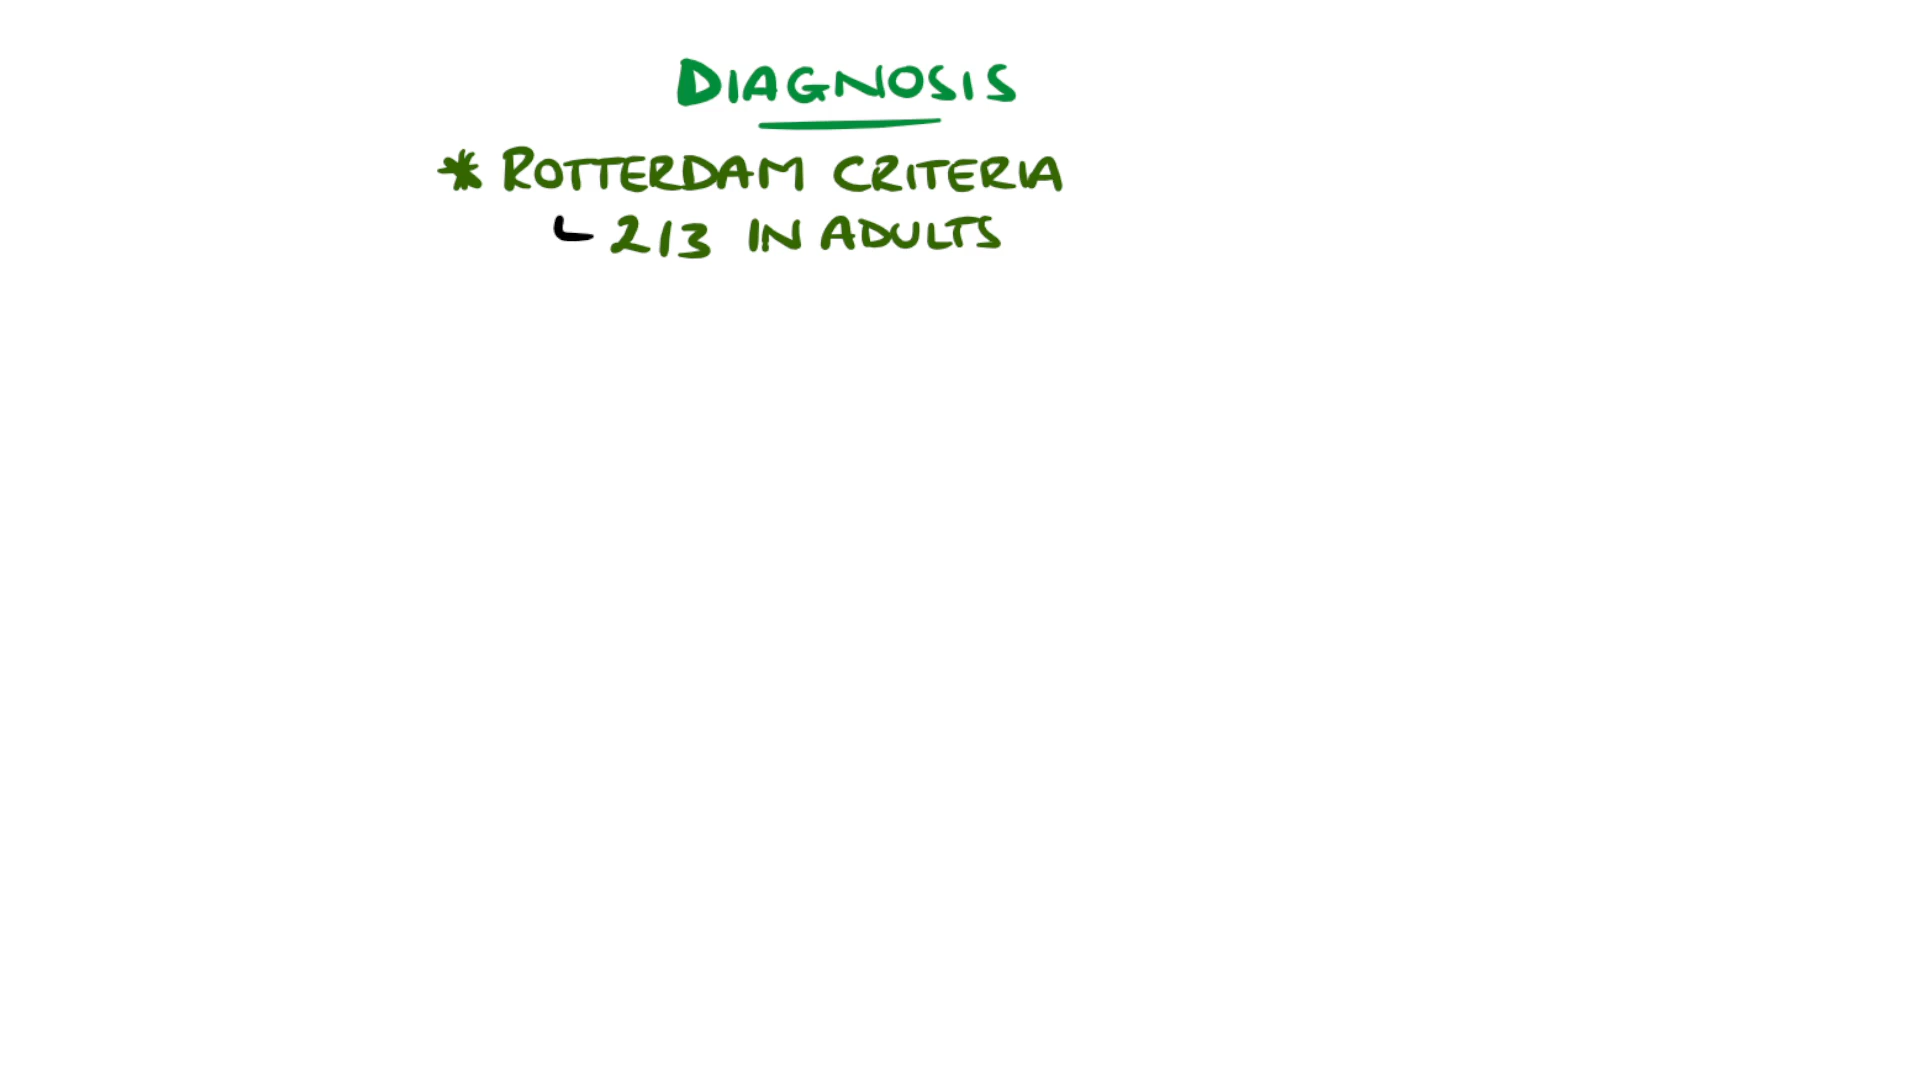 DIAGNOSIS
* ROTTERDAM CRITERIA
2/3 IN ADULTS